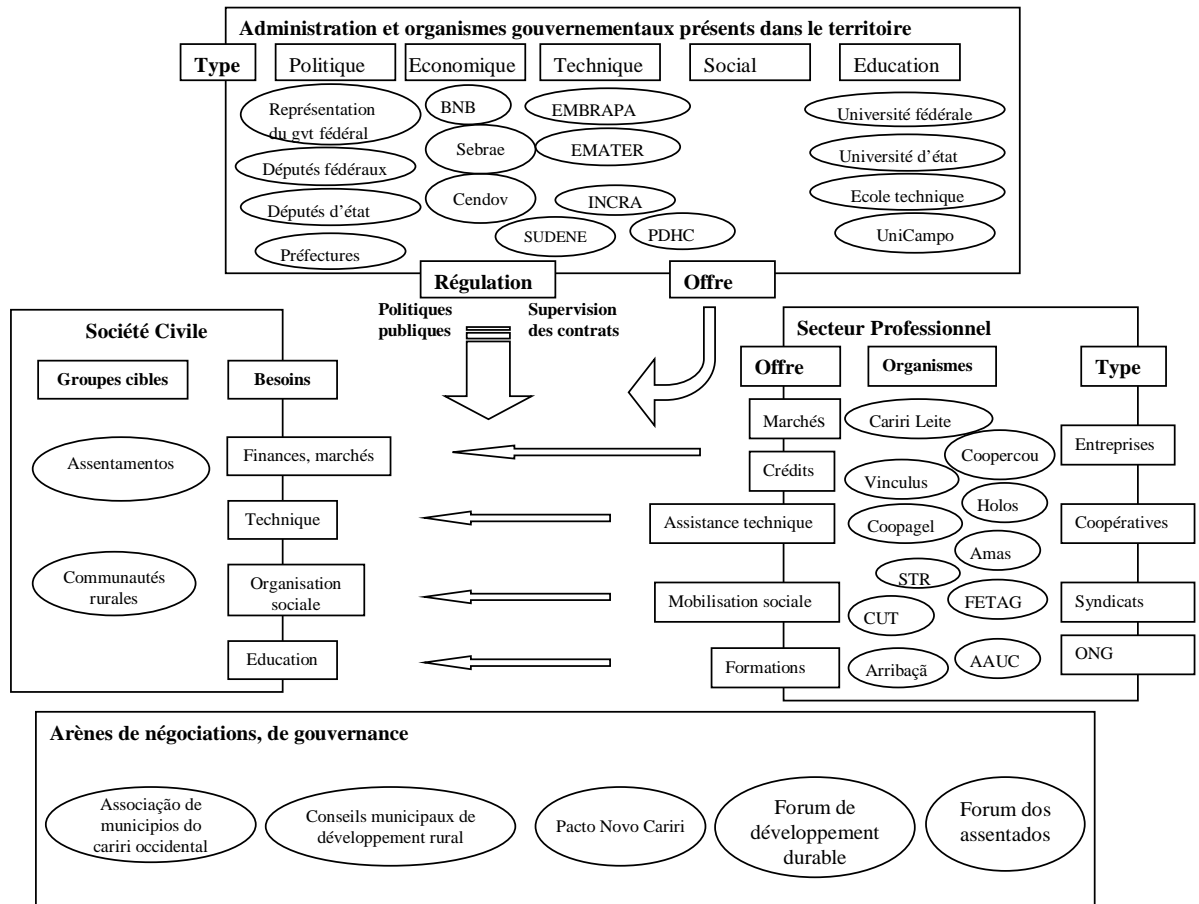 Administration et organismes gouvernementaux présents dans le territoire
Type
Politique
Economique
Technique
Social
Education
Représentation
du gvt fédéral
Députés fédéraux
Députés d'état
Préfectures
BNB
Sebrae
Cendov
EMBRAPA
EMATER
INCRA
SUDENE
PDHC
Université fédérale
Université d'état
Ecole technique
UniCampo
Régulation
Offre
Politiques
publiques
Supervision
des contrats
Société Civile
Groupes cibles
Besoins
Assentamentos
Communautés
rurales
Finances, marchés
Technique
Organisation
sociale
Education
Secteur Professionnel
Offre
Organismes
Type
Marchés
Crédits
Assistance technique
Mobilisation sociale
Formations
Cariri Leite
Coopercou
Vinculus
Holos
Coopagel
Amas
STR
FETAG
CUT
AAUC
Arribaçã
Entreprises
Coopératives
Syndicats
ONG
Arènes de négociations, de gouvernance
Associação de
municipios do
cariri occidental
Conseils municipaux de
développement rural
Pacto Novo Cariri
Forum de
développement
durable
Forum dos
assentados